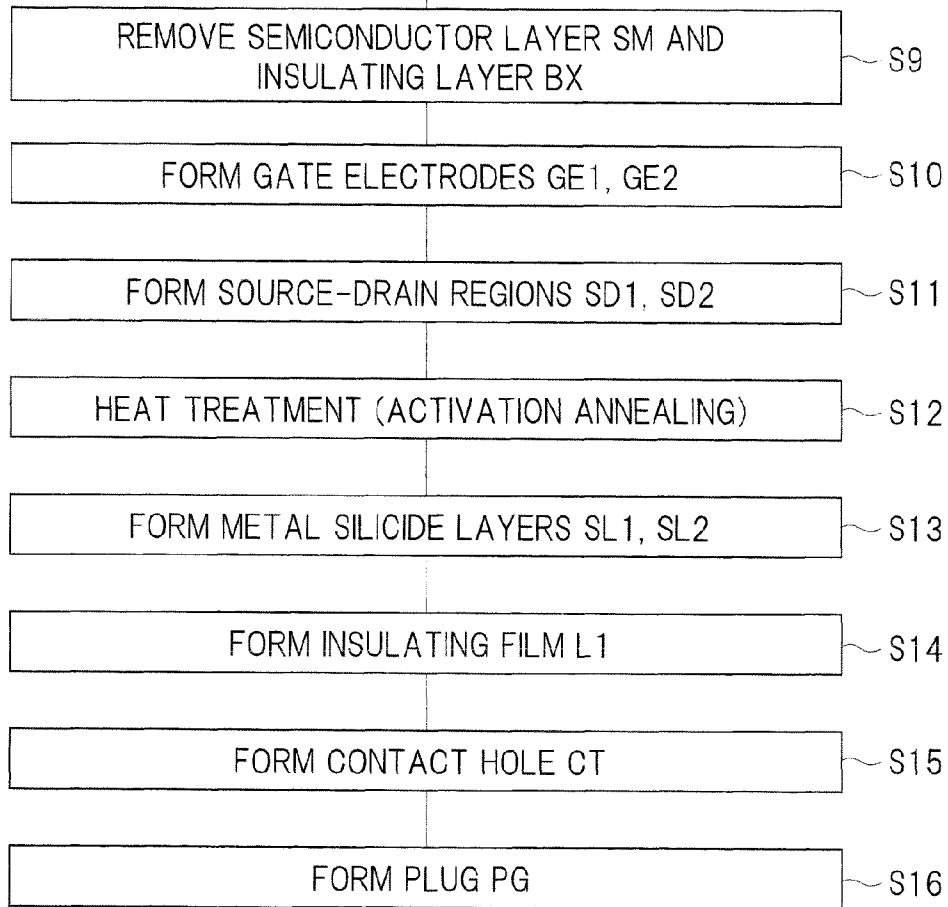 REMOVE SEMICONDUCTOR LAYER SM AND
INSULATING LAYER BX
S9
FORM GATE ELECTRODES GE1, GE2
S10
FORM SOURCE-DRAIN REGIONS SD1, SD2
S11
HEAT TREATMENT (ACTIVATION ANNEALING)
S12
FORM METAL SILICIDE LAYERS SL1, SL2
S13
FORM INSULATING FILM L1
S14
FORM CONTACT HOLE CT
S15
FORM PLUG PG
S16